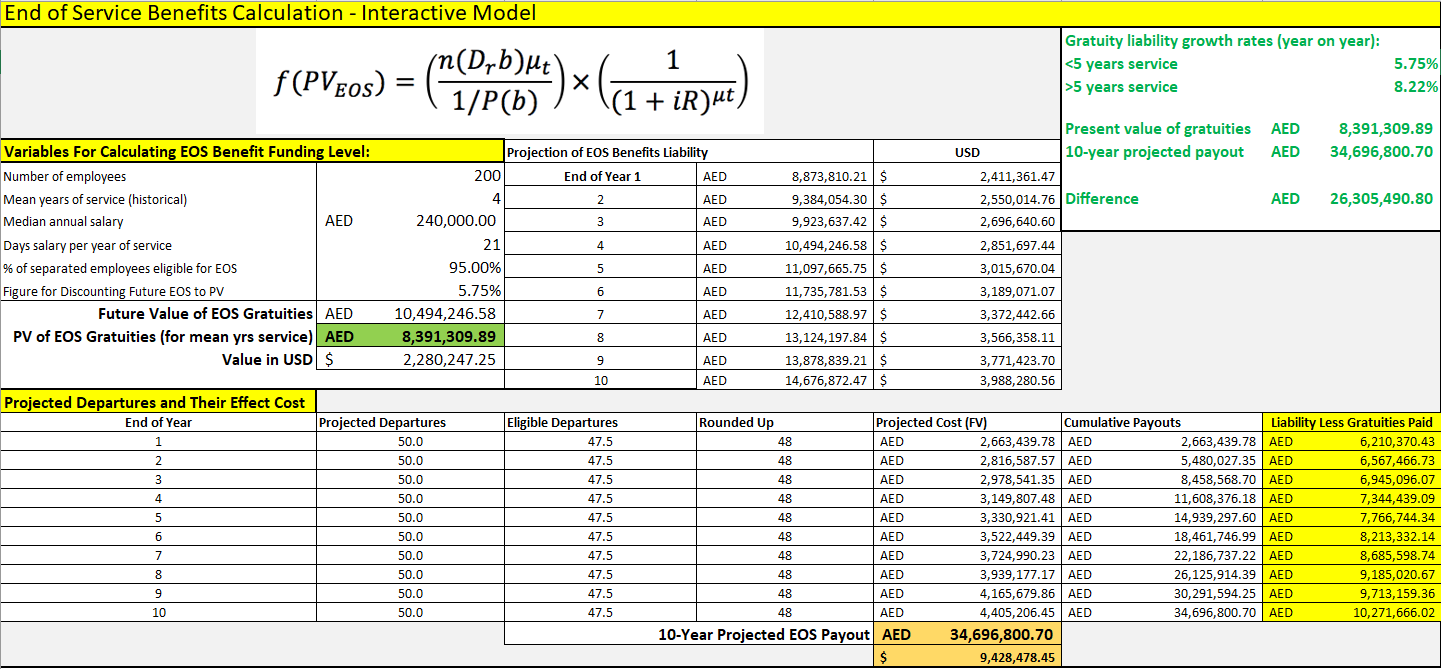 End of Service Benefits Calculation - Interactive Model
f(PV_EOS) = (n(D_r b)μ_t / 1/P(b)) × (1 / (1 + iR)^μt)
Gratuity liability growth rates (year on year):
<5 years service 5.75%
>5 years service 8.22%
Present value of gratuities AED 8,391,309.89
10-year projected payout AED 34,696,800.70
Difference AED 26,305,490.80
Variables For Calculating EOS Benefit Funding Level:
Number of employees 200
Mean years of service (historical) 4
Median annual salary AED 240,000.00
Days salary per year of service 21
% of separated employees eligible for EOS 95.00%
Figure for Discounting Future EOS to PV 5.75%
Future Value of EOS Gratuities AED 10,494,246.58
PV of EOS Gratuities (for mean yrs service) AED 8,391,309.89
Value in USD $ 2,280,247.25
Projection of EOS Benefits Liability USD
End of Year 1 AED 8,873,810.21 $ 2,411,361.47
2 AED 9,384,054.30 $ 2,550,014.76
3 AED 9,923,637.42 $ 2,696,640.60
4 AED 10,494,246.58 $ 2,851,697.44
5 AED 11,097,665.75 $ 3,015,670.04
6 AED 11,735,781.53 $ 3,189,071.07
7 AED 12,410,588.97 $ 3,372,442.66
8 AED 13,124,197.84 $ 3,566,358.11
9 AED 13,878,839.21 $ 3,771,423.70
10 AED 14,676,872.47 $ 3,988,280.56
Projected Departures and Their Effect Cost
End of Year Projected Departures Eligible Departures Rounded Up Projected Cost (FV) Cumulative Payouts Liability Less Gratuities Paid
1 50.0 47.5 48 AED 2,663,439.78 AED 2,663,439.78 AED 6,210,370.43
2 50.0 47.5 48 AED 2,816,587.57 AED 5,480,027.35 AED 6,567,466.73
3 50.0 47.5 48 AED 2,978,541.35 AED 8,458,568.70 AED 6,945,096.07
4 50.0 47.5 48 AED 3,149,807.48 AED 11,608,376.18 AED 7,344,439.09
5 50.0 47.5 48 AED 3,330,921.41 AED 14,939,297.60 AED 7,766,744.34
6 50.0 47.5 48 AED 3,522,449.39 AED 18,461,746.99 AED 8,213,332.14
7 50.0 47.5 48 AED 3,724,990.23 AED 22,186,737.22 AED 8,685,598.74
8 50.0 47.5 48 AED 3,939,177.17 AED 26,125,914.39 AED 9,185,020.67
9 50.0 47.5 48 AED 4,165,679.86 AED 30,291,594.25 AED 9,713,159.36
10 50.0 47.5 48 AED 4,405,206.45 AED 34,696,800.70 AED 10,271,666.02
10-Year Projected EOS Payout AED 34,696,800.70
$ 9,428,478.45